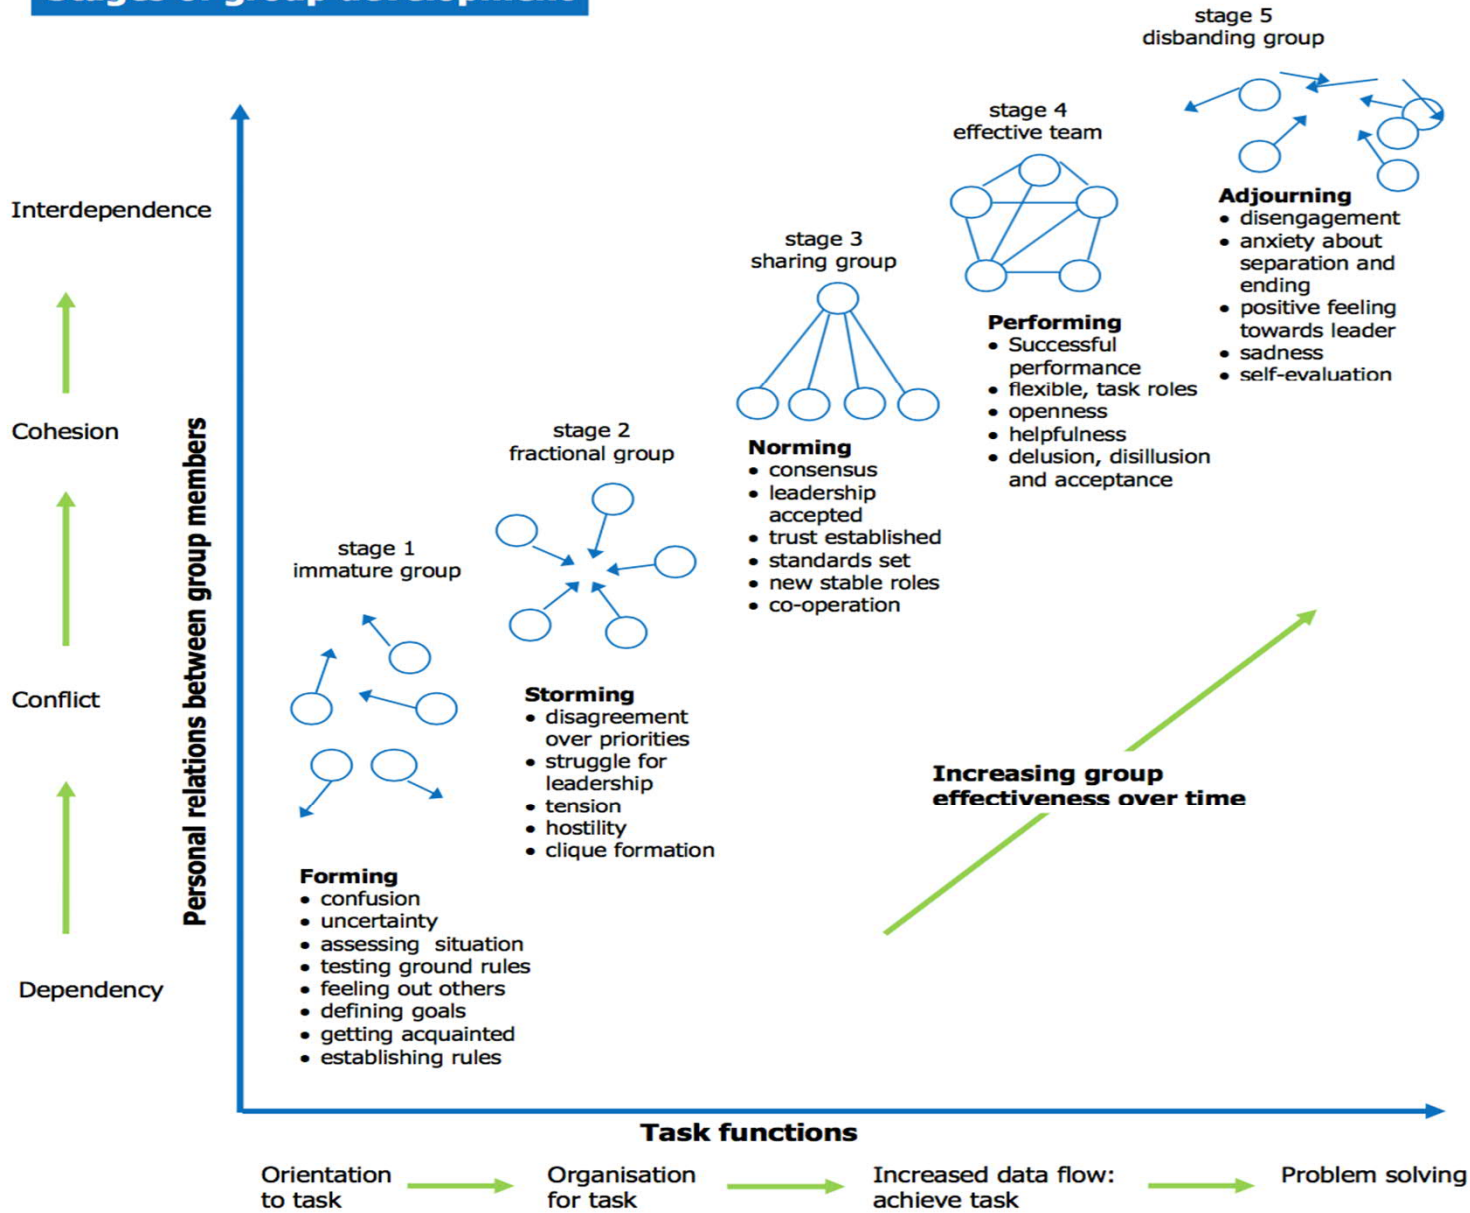 Stages of group development
stage 5
disbanding group
stage 4
effective team
Interdependence
Adjourning
• disengagement
• anxiety about
separation and
ending
• positive feeling
towards leader
• sadness
• self-evaluation
stage 3
sharing group
Performing
• Successful
performance
• flexible, task roles
• openness
• helpfulness
• delusion, disillusion
and acceptance
Cohesion
stage 2
fractional group
Norming
• consensus
• leadership
accepted
• trust established
• standards set
• new stable roles
• co-operation
Personal relations between group members
stage 1
immature group
Conflict
Storming
• disagreement
over priorities
• struggle for
leadership
• tension
• hostility
• clique formation
Increasing group
effectiveness over time
Forming
• confusion
• uncertainty
• assessing situation
• testing ground rules
• feeling out others
• defining goals
• getting acquainted
• establishing rules
Dependency
Task functions
Orientation
to task
Organisation
for task
Increased data flow:
achieve task
Problem solving